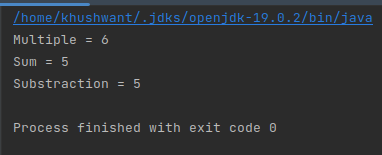 /home/khushwant/.jdks/openjdk-19.0.2/bin/java
Multiple = 6
Sum = 5
Substraction = 5
Process finished with exit code 0